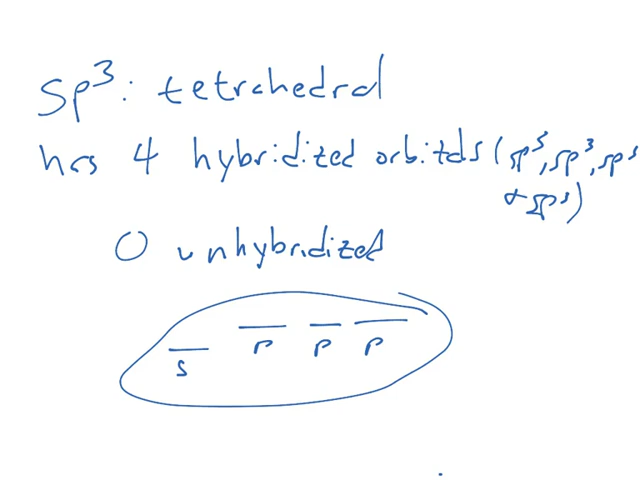 sp³: tetrahedral
has 4 hybridized orbitals (sp³, sp³, sp³
+ sp³)
0 unhybridized
s p p p